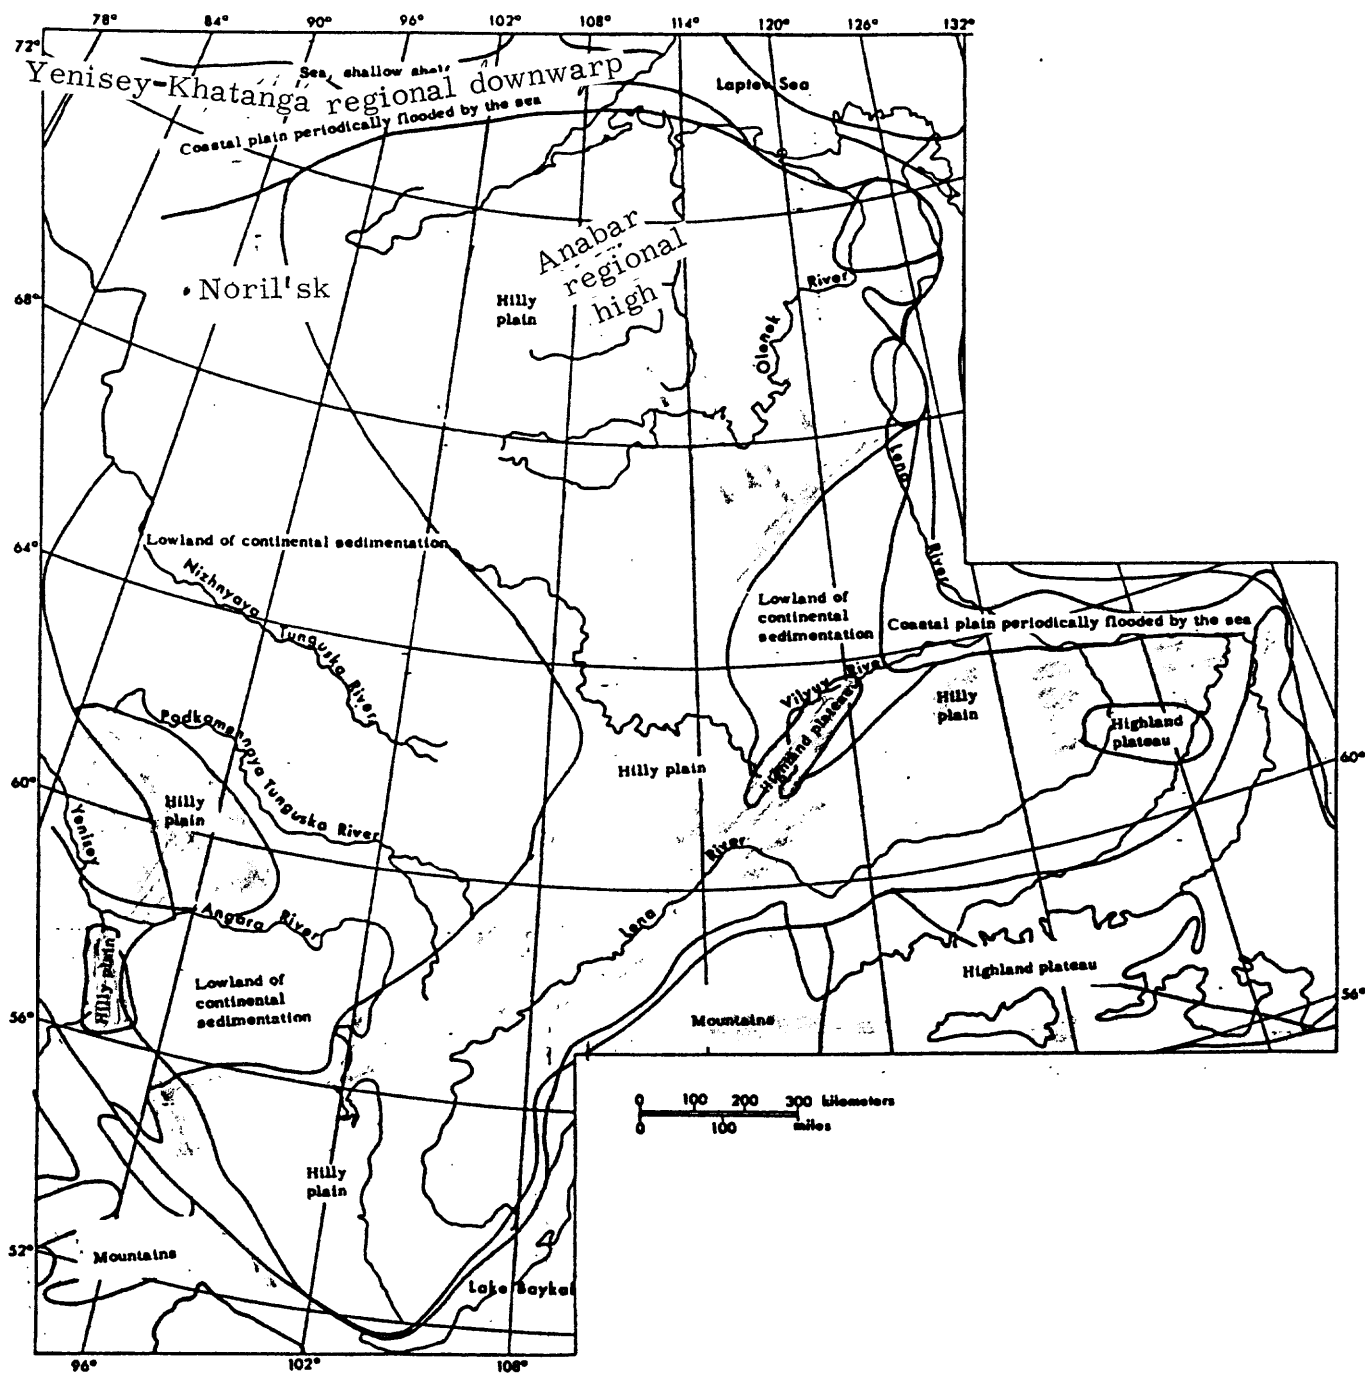 78° 84° 90° 96° 102° 108° 114° 120° 126° 132°
72°
Sea, shallow shelf
Yenisey-Khatanga regional downwarp
Laptev Sea
Coastal plain periodically flooded by the sea
Anabar
regional
high
Noril'sk
River
Hilly
plain
68°
Olenek
Lena
64°
Lowland of continental sedimentation
River
Nizhnyaya Tunguska River
Lowland of
continental
sedimentation
Coastal plain periodically flooded by the sea
Vilyuy River
Highland plateau
Hilly
plain
Highland
plateau
Podkamennaya Tunguska River
Hilly plain
60°
60°
Hilly
plain
Yenisey
River
Lena
Angara River
Hilly plain
Lowland of
continental
sedimentation
Highland plateau
56°
56°
Mountains
0 100 200 300 kilometers
0 100 miles
Hilly
plain
52°
Mountains
Lake Baykal
96° 102° 108°